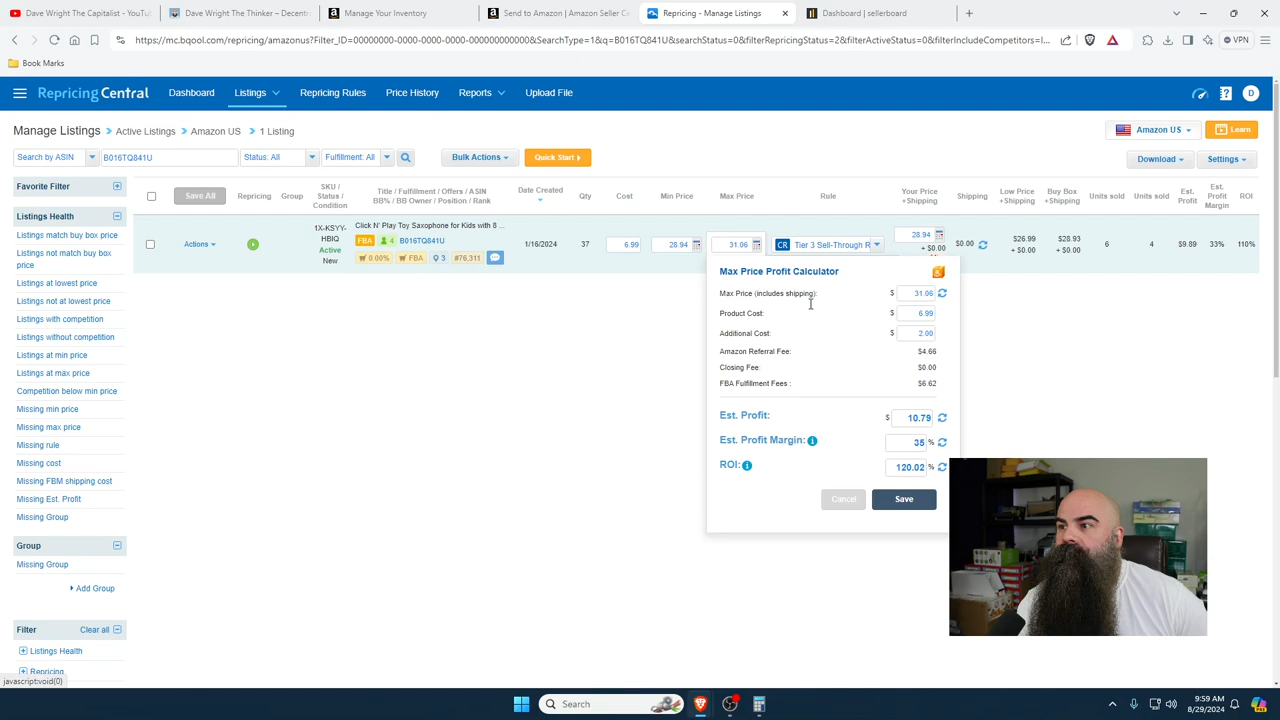 Dave Wright The Capitalist - YouTu
Dave Wright The Thinker – Decentr
Manage Your Inventory
Send to Amazon | Amazon Seller Ce
Repricing - Manage Listings
Dashboard | sellerboard
https://mc.bqool.com/repricing/amazonus?Filter_ID=00000000-0000-0000-0000-000000000000&SearchType=1&q=B016TQ841U&searchStatus=0&filterRepricingStatus=2&filterActiveStatus=0&filterIncludeCompetitors=I...
VPN
Book Marks
Repricing Central
Dashboard
Listings
Repricing Rules
Price History
Reports
Upload File
D
Manage Listings
Active Listings
Amazon US
1 Listing
Amazon US
Learn
Search by ASIN
B016TQ841U
Status: All
Fulfillment: All
Bulk Actions
Quick Start
Download
Settings
Favorite Filter
Save All
Repricing
Group
SKU / Status / Condition
Title / Fulfillment / Offers / ASIN
BB% / BB Owner / Position / Rank
Date Created
Qty
Cost
Min Price
Max Price
Rule
Your Price +Shipping
Shipping
Low Price +Shipping
Buy Box +Shipping
Units sold
Units sold
Est. Profit
Est. Profit Margin
ROI
Listings Health
Listings match buy box price
Listings not match buy box price
Listings at lowest price
Listings not at lowest price
Listings with competition
Listings without competition
Listings at min price
Listings at max price
Competition below min price
Missing min price
Missing max price
Missing rule
Missing cost
Missing FBM shipping cost
Missing Est. Profit
Missing Group
Group
Missing Group
Add Group
Filter
Clear all
Listings Health
Repricing
javascript:void(0)
Actions
1X-KSYY-HBIQ
Active
New
Click N' Play Toy Saxophone for Kids with 8 ...
FBA
4
B016TQ841U
0.00%
FBA
3
#76,311
1/16/2024
37
6.99
28.94
31.06
CR
Tier 3 Sell-Through R
28.94
+ $0.00
$0.00
$26.99
+ $0.00
$28.93
+ $0.00
6
4
$9.89
33%
110%
Max Price Profit Calculator
Max Price (includes shipping):
$ 31.06
Product Cost:
$ 6.99
Additional Cost:
$ 2.00
Amazon Referral Fee:
$4.66
Closing Fee:
$0.00
FBA Fulfillment Fees :
$6.62
Est. Profit:
$ 10.79
Est. Profit Margin:
35 %
ROI:
120.02 %
Cancel
Save
Search
9:59 AM
8/29/2024